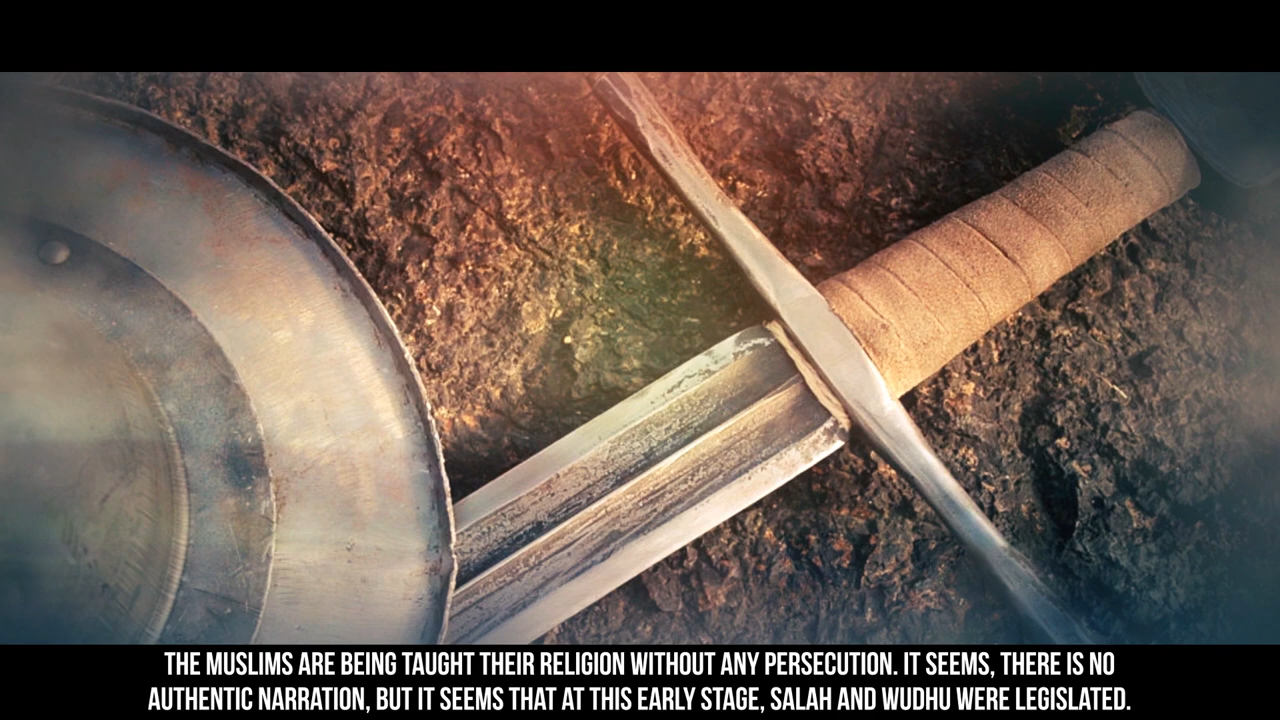 THE MUSLIMS ARE BEING TAUGHT THEIR RELIGION WITHOUT ANY PERSECUTION. IT SEEMS, THERE IS NO
AUTHENTIC NARRATION, BUT IT SEEMS THAT AT THIS EARLY STAGE, SALAH AND WUDHU WERE LEGISLATED.